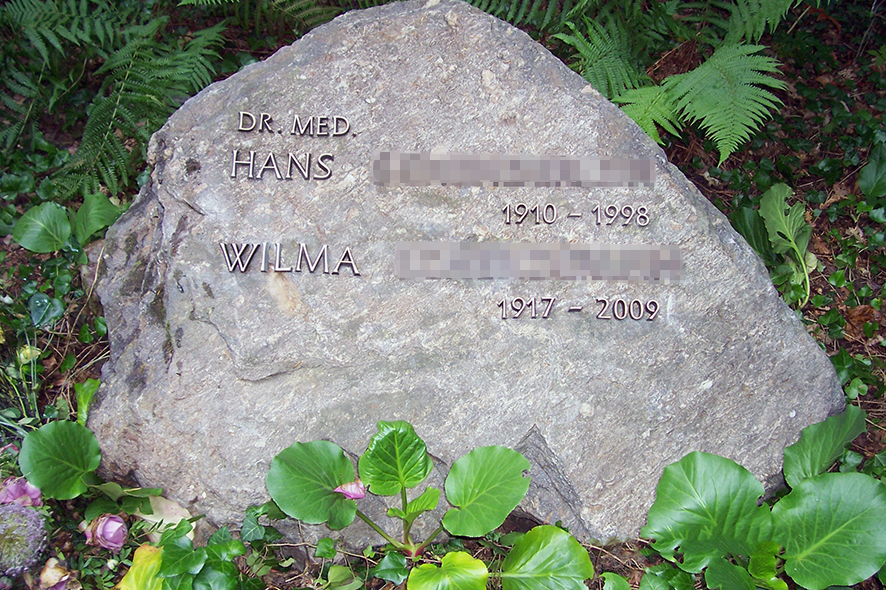 DR. MED.
HANS
1910 – 1998
WILMA
1917 – 2009